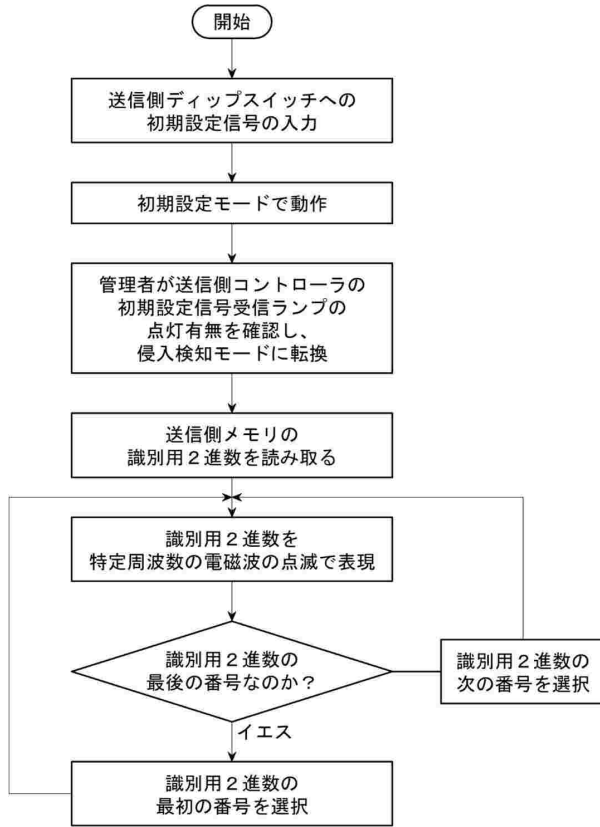 開始
送信側ディップスイッチへの
初期設定信号の入力
初期設定モードで動作
管理者が送信側コントローラの
初期設定信号受信ランプの
点灯有無を確認し、
侵入検知モードに転換
送信側メモリの
識別用２進数を読み取る
識別用２進数を
特定周波数の電磁波の点滅で表現
識別用２進数の
最後の番号なのか？
識別用２進数の
次の番号を選択
イエス
識別用２進数の
最初の番号を選択